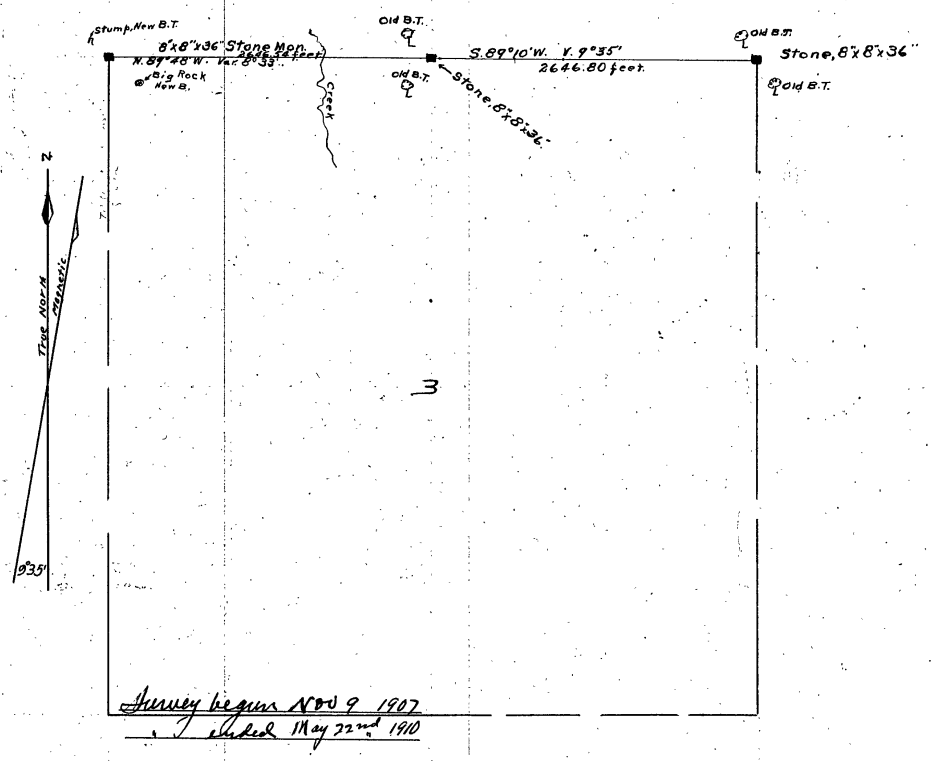 Stump, New B.T.
8"x8"x36" Stone Mon.
2646.54 feet
N. 89°48'W. Var. 8°33'
Big Rock
New B.
Creek
Old B.T.
Old B.T.
Stone, 8"x8"x36"
S. 89°10'W. V. 9°35'
2646.80 feet.
Old B.T.
Stone, 8"x8"x36"
Old B.T.
N
True North
Magnetic
9°35'
3
Survey begun Nov 9 1907
" " ended May 22nd 1910